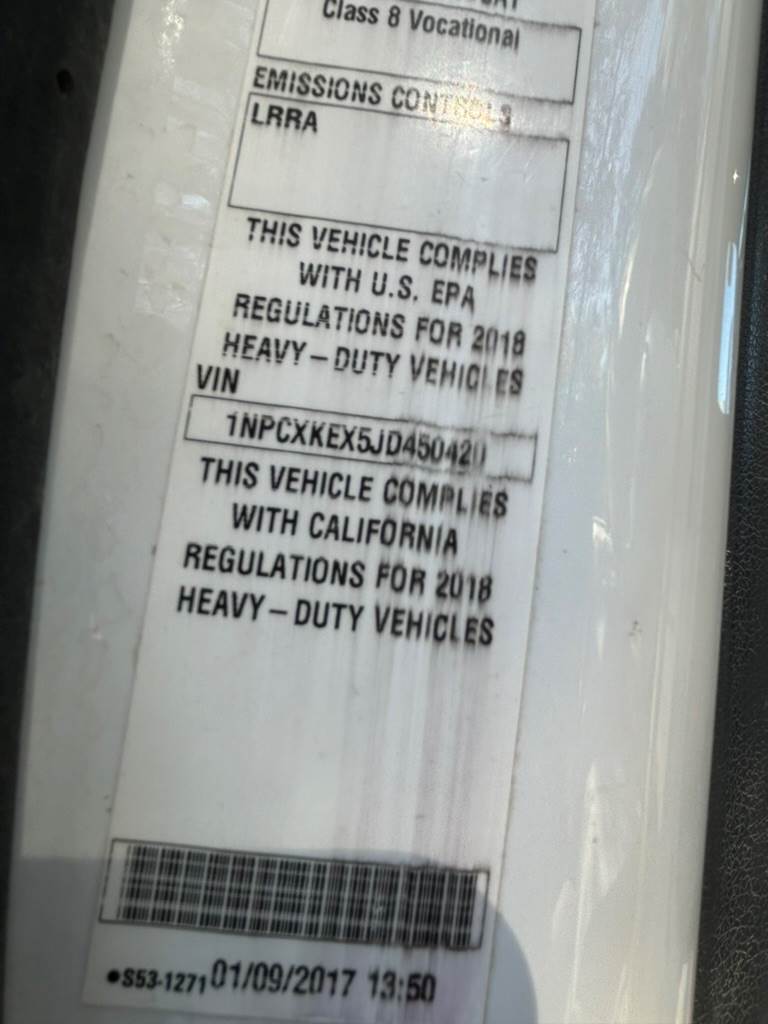 Class 8 Vocational
EMISSIONS CONTROLS
LRRA
THIS VEHICLE COMPLIES
WITH U.S. EPA
REGULATIONS FOR 2018
HEAVY–DUTY VEHICLES
VIN
1NPCXKEX5JD450420
THIS VEHICLE COMPLIES
WITH CALIFORNIA
REGULATIONS FOR 2018
HEAVY–DUTY VEHICLES
●S53-1271 01/09/2017 13:50